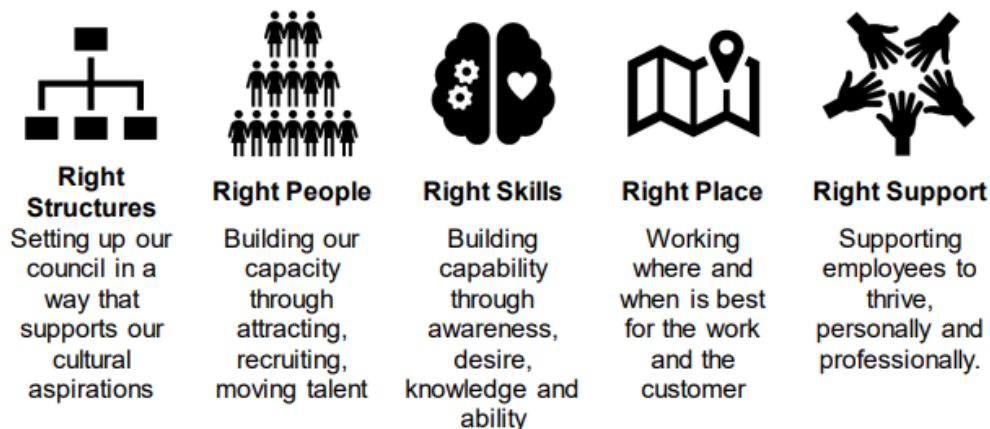 Right
Structures
Setting up our
council in a
way that
supports our
cultural
aspirations
Right People
Building our
capacity
through
attracting,
recruiting,
moving talent
Right Skills
Building
capability
through
awareness,
desire,
knowledge and
ability
Right Place
Working
where and
when is best
for the work
and the
customer
Right Support
Supporting
employees to
thrive,
personally and
professionally.